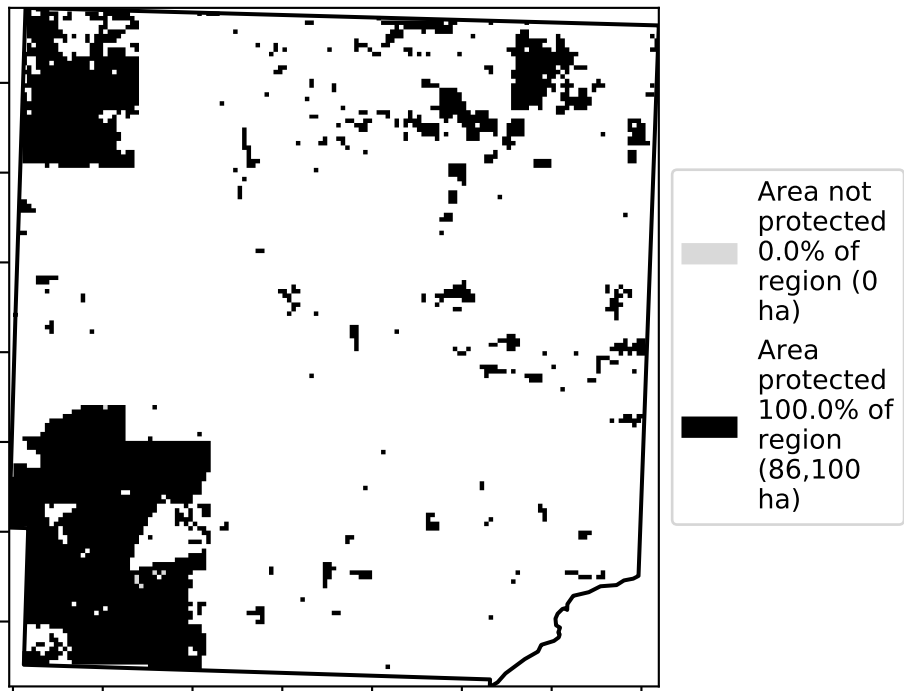 Area not
protected
0.0% of
region (0
ha)
Area
protected
100.0% of
region
(86,100
ha)